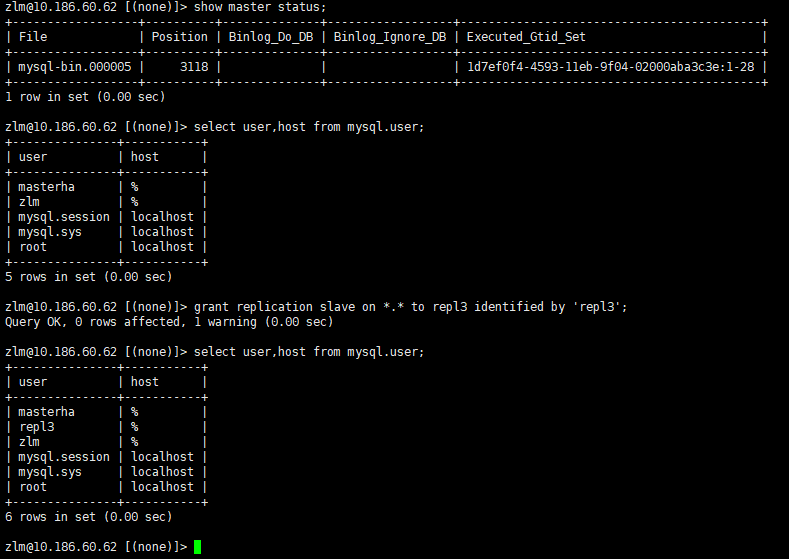 zlm@10.186.60.62 [(none)]> show master status;
+------------------+----------+--------------+------------------+-------------------------------------------+
| File             | Position | Binlog_Do_DB | Binlog_Ignore_DB | Executed_Gtid_Set                         |
+------------------+----------+--------------+------------------+-------------------------------------------+
| mysql-bin.000005 |     3118 |              |                  | 1d7ef0f4-4593-11eb-9f04-02000aba3c3e:1-28 |
+------------------+----------+--------------+------------------+-------------------------------------------+
1 row in set (0.00 sec)
zlm@10.186.60.62 [(none)]> select user,host from mysql.user;
+---------------+-----------+
| user          | host      |
+---------------+-----------+
| masterha      | %         |
| zlm           | %         |
| mysql.session | localhost |
| mysql.sys     | localhost |
| root          | localhost |
+---------------+-----------+
5 rows in set (0.00 sec)
zlm@10.186.60.62 [(none)]> grant replication slave on *.* to repl3 identified by 'repl3';
Query OK, 0 rows affected, 1 warning (0.00 sec)
zlm@10.186.60.62 [(none)]> select user,host from mysql.user;
+---------------+-----------+
| user          | host      |
+---------------+-----------+
| masterha      | %         |
| repl3         | %         |
| zlm           | %         |
| mysql.session | localhost |
| mysql.sys     | localhost |
| root          | localhost |
+---------------+-----------+
6 rows in set (0.00 sec)
zlm@10.186.60.62 [(none)]>